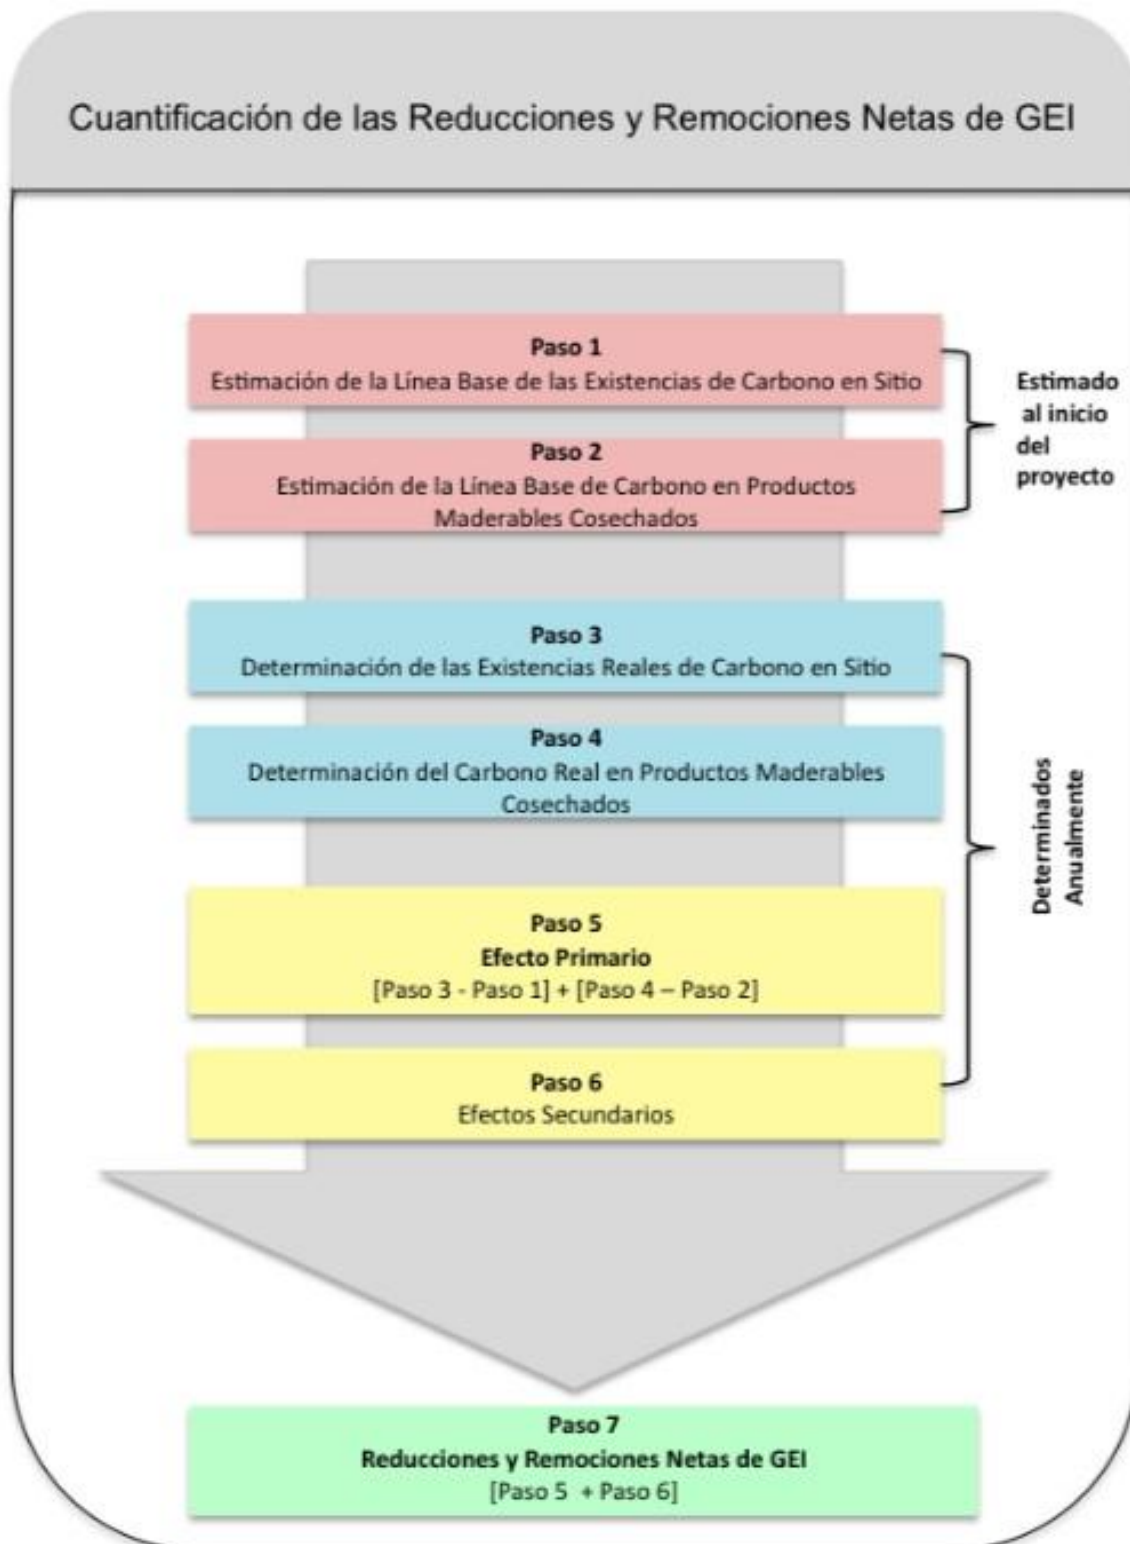 Cuantificación de las Reducciones y Remociones Netas de GEI
Paso 1
Estimación de la Línea Base de las Existencias de Carbono en Sitio
Paso 2
Estimación de la Línea Base de Carbono en Productos
Maderables Cosechados
Estimado
al inicio
del
proyecto
Paso 3
Determinación de las Existencias Reales de Carbono en Sitio
Paso 4
Determinación del Carbono Real en Productos Maderables
Cosechados
Paso 5
Efecto Primario
[Paso 3 - Paso 1] + [Paso 4 – Paso 2]
Paso 6
Efectos Secundarios
Determinados
Anualmente
Paso 7
Reducciones y Remociones Netas de GEI
[Paso 5 + Paso 6]